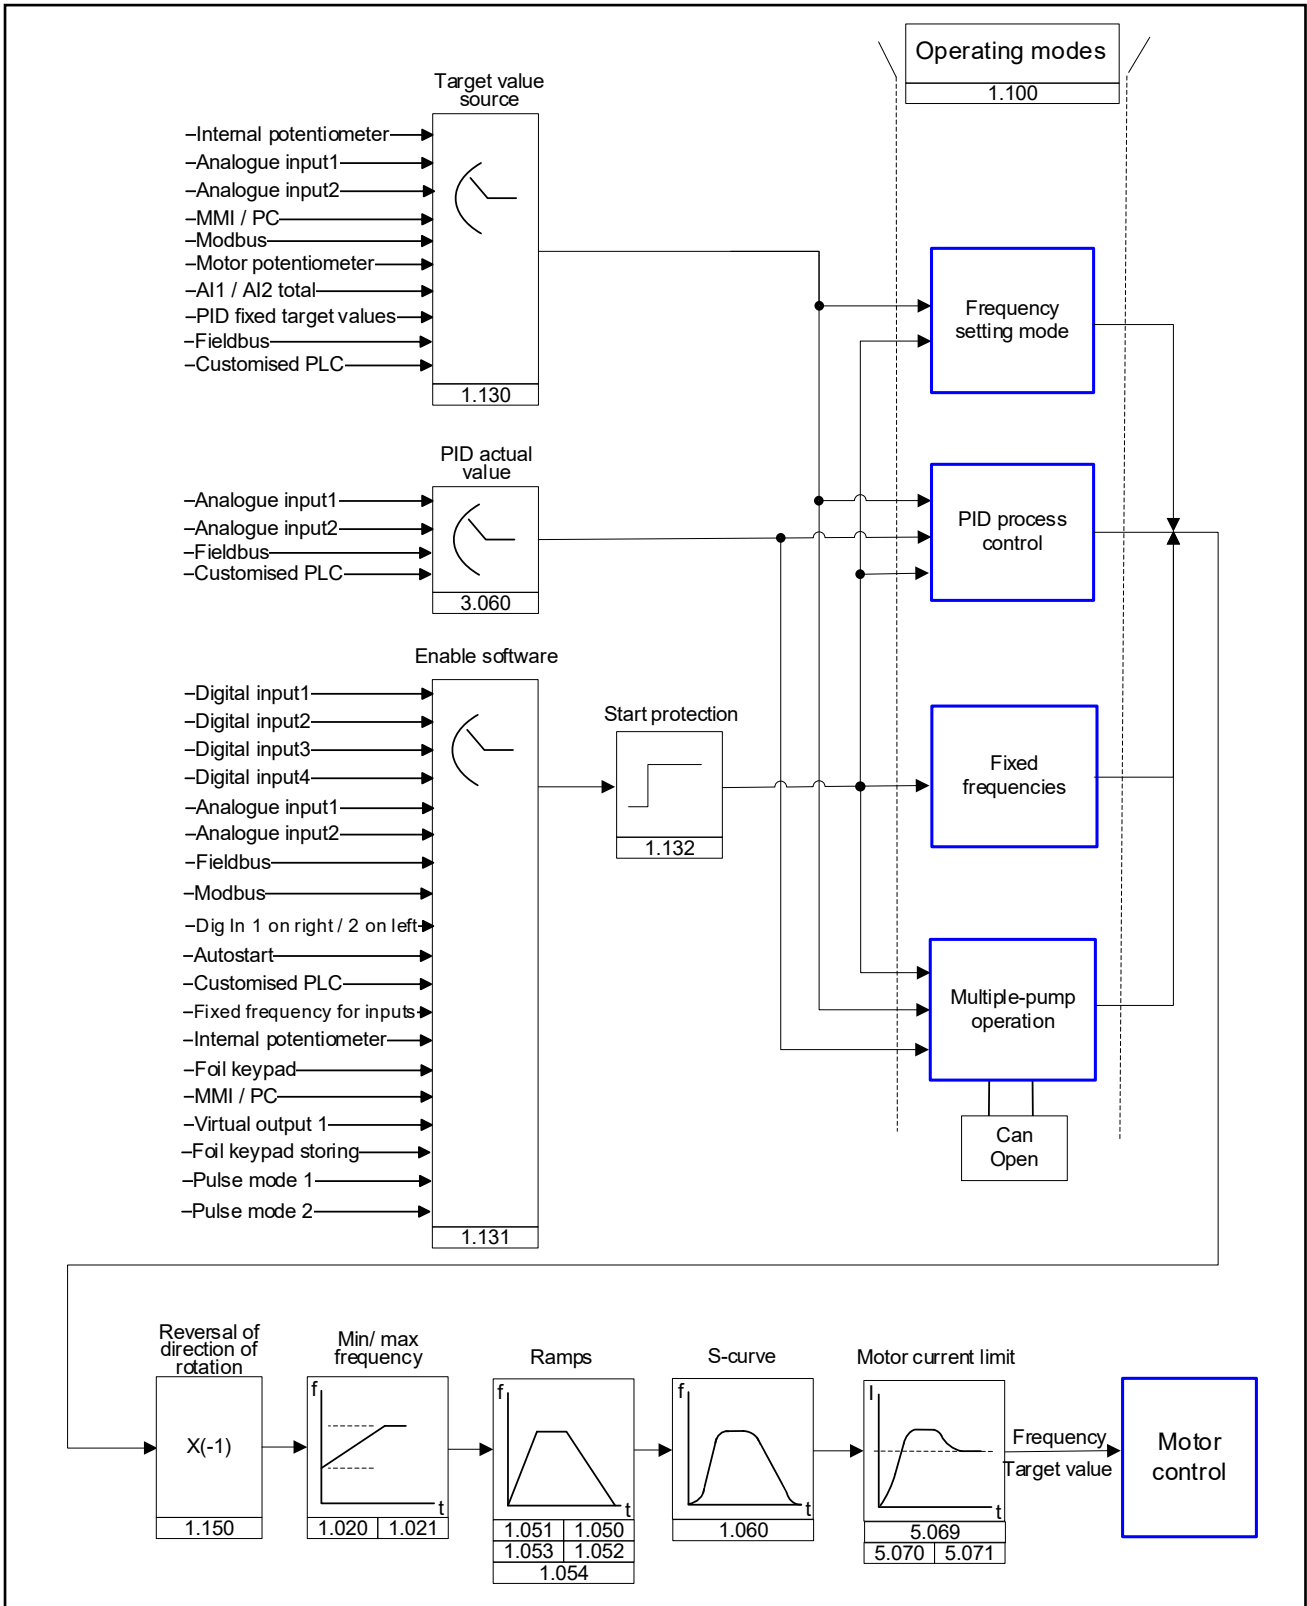 Operating modes
1.100
Target value
source
Internal potentiometer
Analogue input1
Analogue input2
MMI / PC
Modbus
Motor potentiometer
AI1 / AI2 total
PID fixed target values
Fieldbus
Customised PLC
1.130
Frequency
setting mode
PID actual
value
Analogue input1
Analogue input2
Fieldbus
Customised PLC
3.060
PID process
control
Enable software
Digital input1
Digital input2
Digital input3
Digital input4
Analogue input1
Analogue input2
Fieldbus
Modbus
Dig In 1 on right / 2 on left
Autostart
Customised PLC
Fixed frequency for inputs
Internal potentiometer
Foil keypad
MMI / PC
Virtual output 1
Foil keypad storing
Pulse mode 1
Pulse mode 2
1.131
Start protection
1.132
Fixed
frequencies
Multiple-pump
operation
Can
Open
Reversal of
direction of
rotation
X(-1)
1.150
Min/ max
frequency
f
t
1.020 1.021
Ramps
f
t
1.051 1.050
1.053 1.052
1.054
S-curve
f
t
1.060
Motor current limit
I
t
5.069
5.070 5.071
Frequency
Target value
Motor
control